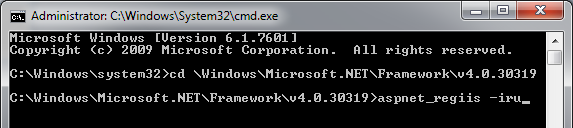 Administrator: C:\Windows\System32\cmd.exe
C:\.
Microsoft Windows [Version 6.1.7601]
Copyright (c) 2009 Microsoft Corporation.  All rights reserved.
C:\Windows\system32>cd \Windows\Microsoft.NET\Framework\v4.0.30319
C:\Windows\Microsoft.NET\Framework\v4.0.30319>aspnet_regiis -iru_